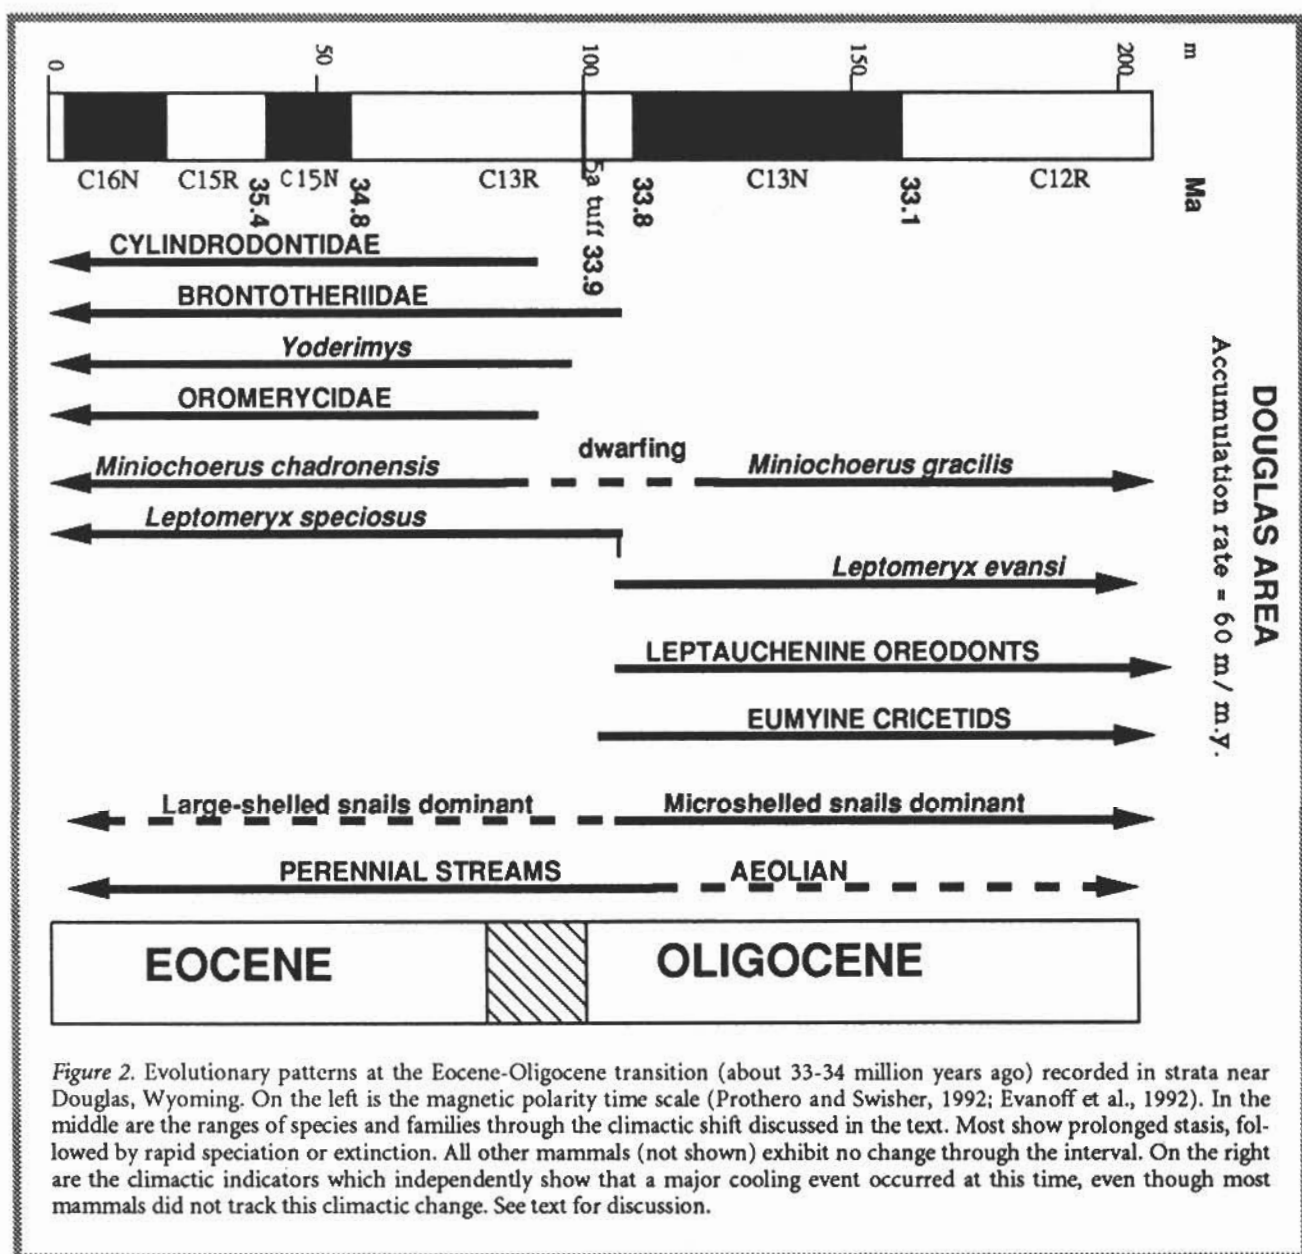 0 50 100 150 200 m
C16N C15R 35.4 C15N 34.8 C13R 5a tuff 33.9 33.8 C13N 33.1 C12R Ma
CYLINDRODONTIDAE
BRONTOTHERIIDAE
Yoderimys
OROMERYCIDAE
dwarfing
Miniochoerus chadronensis Miniochoerus gracilis
Leptomeryx speciosus
Leptomeryx evansi
LEPTAUCHENINE OREODONTS
EUMYINE CRICETIDS
Large-shelled snails dominant Microshelled snails dominant
PERENNIAL STREAMS AEOLIAN
EOCENE OLIGOCENE
DOUGLAS AREA
Accumulation rate = 60 m/m.y.
Figure 2. Evolutionary patterns at the Eocene-Oligocene transition (about 33-34 million years ago) recorded in strata near
Douglas, Wyoming. On the left is the magnetic polarity time scale (Prothero and Swisher, 1992; Evanoff et al., 1992). In the
middle are the ranges of species and families through the climactic shift discussed in the text. Most show prolonged stasis, fol-
lowed by rapid speciation or extinction. All other mammals (not shown) exhibit no change through the interval. On the right
are the climactic indicators which independently show that a major cooling event occurred at this time, even though most
mammals did not track this climactic change. See text for discussion.